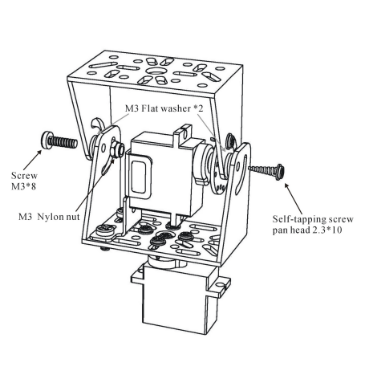 M3 Flat washer *2
Screw
M3*8
M3 Nylon nut
Self-tapping screw
pan head 2.3*10